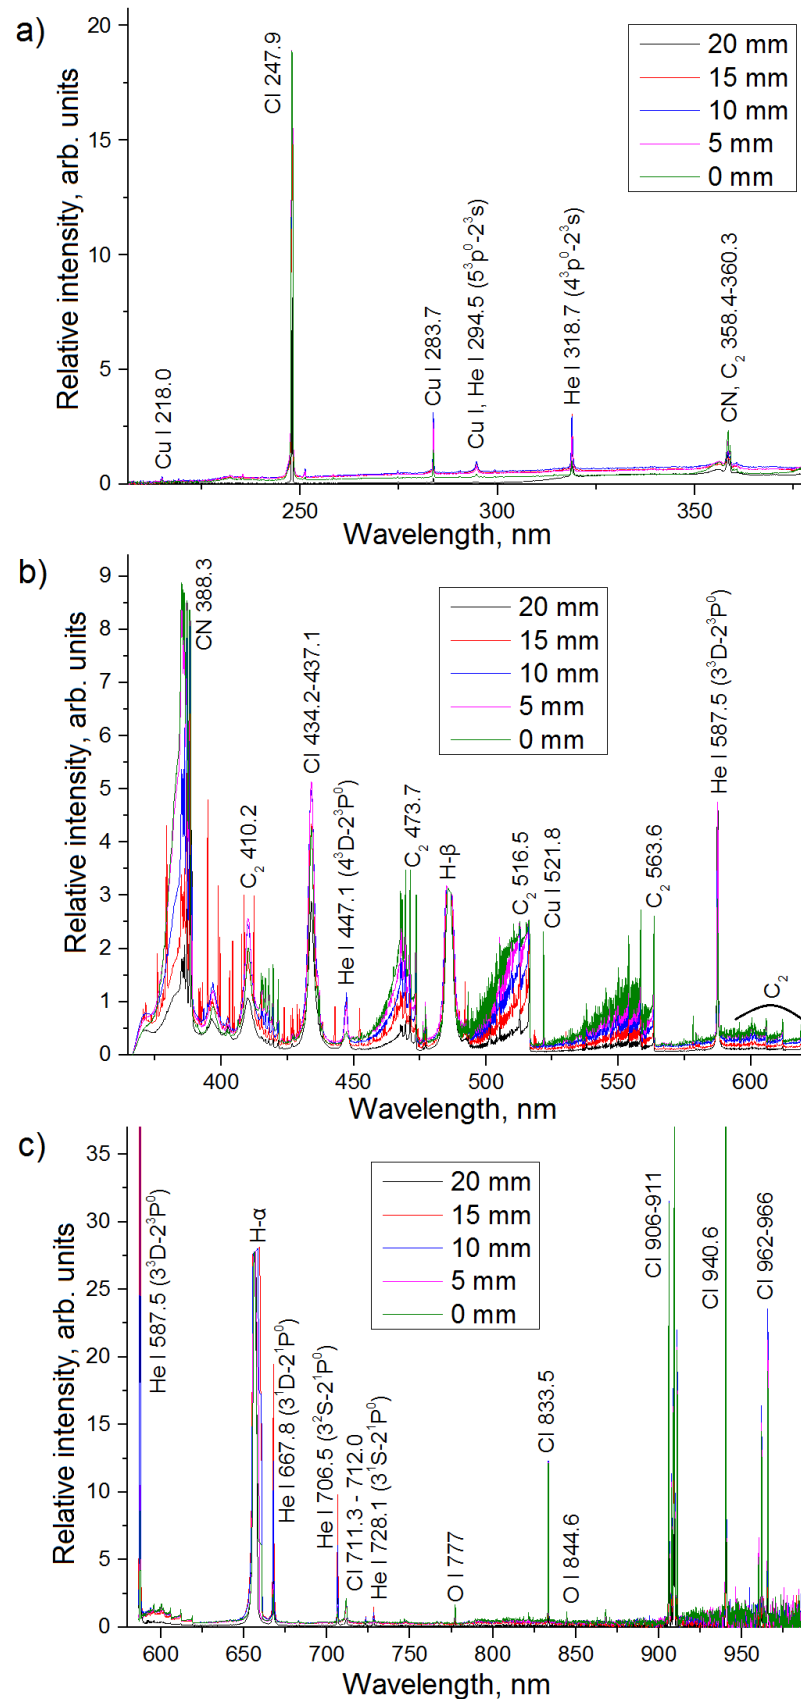 a)
Relative intensity, arb. units
20
15
10
5
0
CI 247.9
Cu I 218.0
Cu I 283.7
Cu I, He I 294.5 (5³p⁰-2³s)
He I 318.7 (4³p⁰-2³s)
CN, C₂ 358.4-360.3
20 mm
15 mm
10 mm
5 mm
0 mm
250
300
350
Wavelength, nm
b)
Relative intensity, arb. units
9
8
7
6
5
4
3
2
1
0
CN 388.3
C₂ 410.2
CI 434.2-437.1
He I 447.1 (4³D-2³P⁰)
C₂ 473.7
H-β
C₂ 516.5
Cu I 521.8
C₂ 563.6
He I 587.5 (3³D-2³P⁰)
C₂
20 mm
15 mm
10 mm
5 mm
0 mm
400
450
500
550
600
Wavelength, nm
c)
Relative intensity, arb. units
35
30
25
20
15
10
5
0
He I 587.5 (3³D-2³P⁰)
H-α
He I 667.8 (3¹D-2¹P⁰)
He I 706.5 (3²S-2¹P⁰)
CI 711.3 - 712.0
He I 728.1 (3¹S-2¹P⁰)
O I 777
CI 833.5
O I 844.6
CI 906-911
CI 940.6
CI 962-966
20 mm
15 mm
10 mm
5 mm
0 mm
600
650
700
750
800
850
900
950
Wavelength, nm